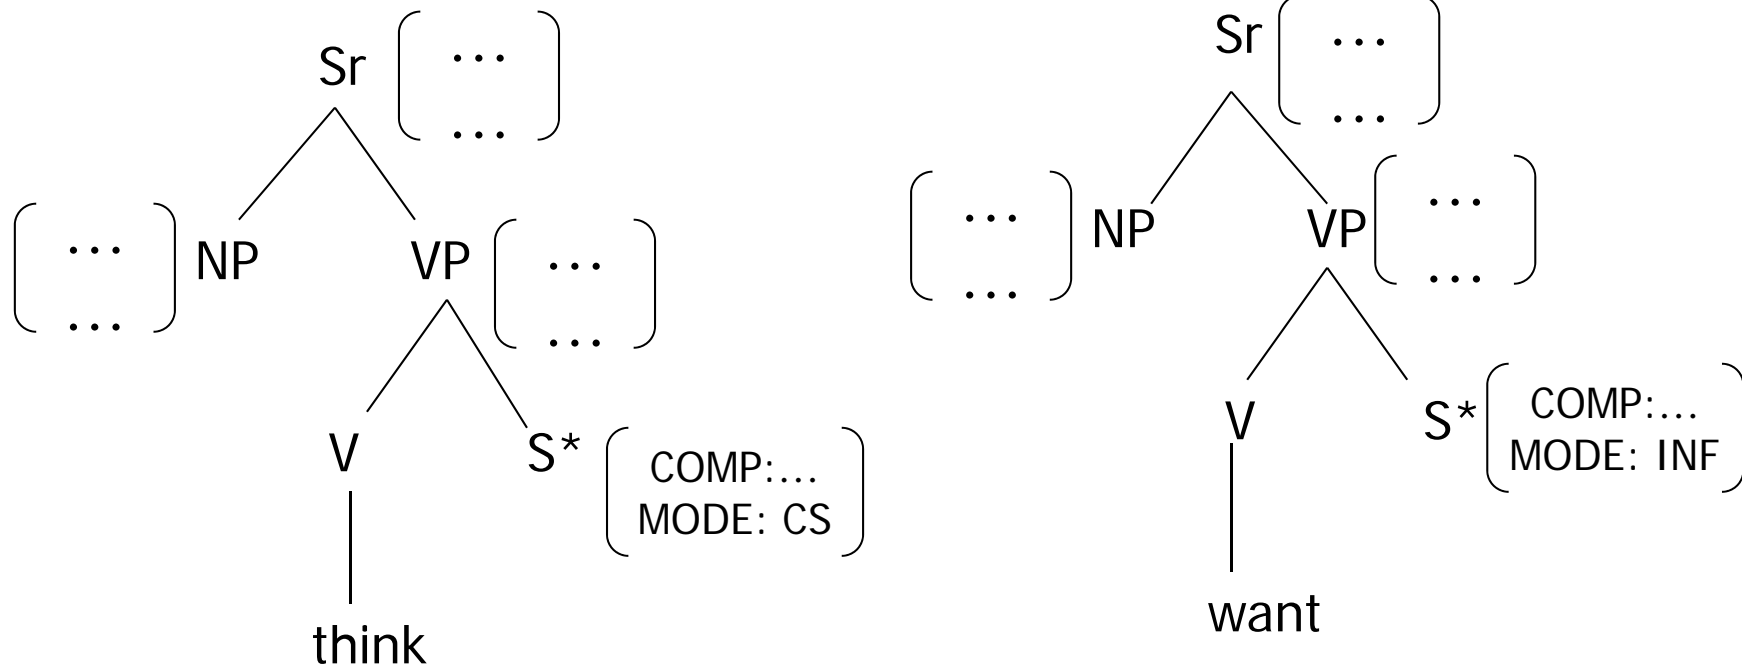 Sr
...
...
...
...
NP
VP
...
...
V
S*
COMP:...
MODE: CS
think
Sr
...
...
...
...
NP
VP
...
...
V
S*
COMP:...
MODE: INF
want